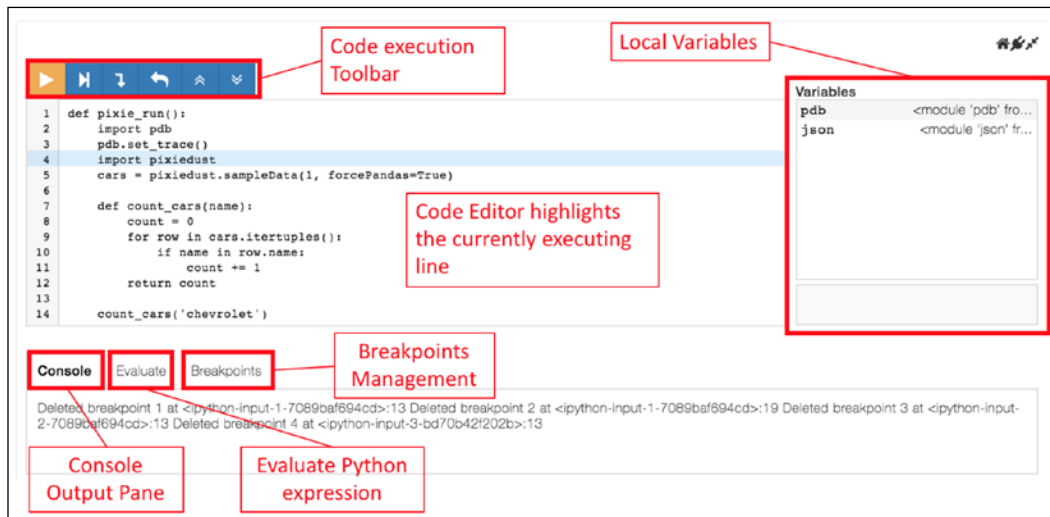 Code execution
Toolbar
Local Variables
Variables
pdb <module 'pdb' fro...
json <module 'json' fr...
1 def pixie_run():
2     import pdb
3     pdb.set_trace()
4     import pixiedust
5     cars = pixiedust.sampleData(1, forcePandas=True)
6
7     def count_cars(name):
8         count = 0
9         for row in cars.itertuples():
10             if name in row.name:
11                 count += 1
12         return count
13
14     count_cars('chevrolet')
Code Editor highlights
the currently executing
line
Console Evaluate Breakpoints
Breakpoints
Management
Deleted breakpoint 1 at <ipython-input-1-7089baf694cd>:13 Deleted breakpoint 2 at <ipython-input-1-7089baf694cd>:19 Deleted breakpoint 3 at <ipython-input-
2-7089baf694cd>:13 Deleted breakpoint 4 at <ipython-input-3-bd70b42f202b>:13
Console
Output Pane
Evaluate Python
expression